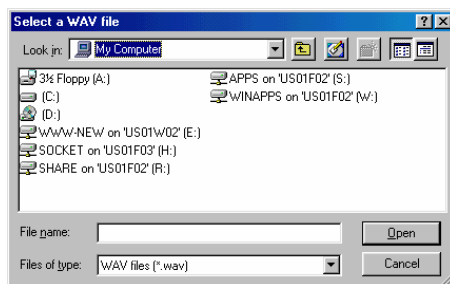 Select a WAV file
Look in: My Computer
3½ Floppy (A:)
(C:)
(D:)
WWW-NEW on 'US01W02' (E:)
SOCKET on 'US01F03' (H:)
SHARE on 'US01F02' (R:)
APPS on 'US01F02' (S:)
WINAPPS on 'US01F02' (W:)
File name:
Open
Files of type: WAV files (*.wav)
Cancel